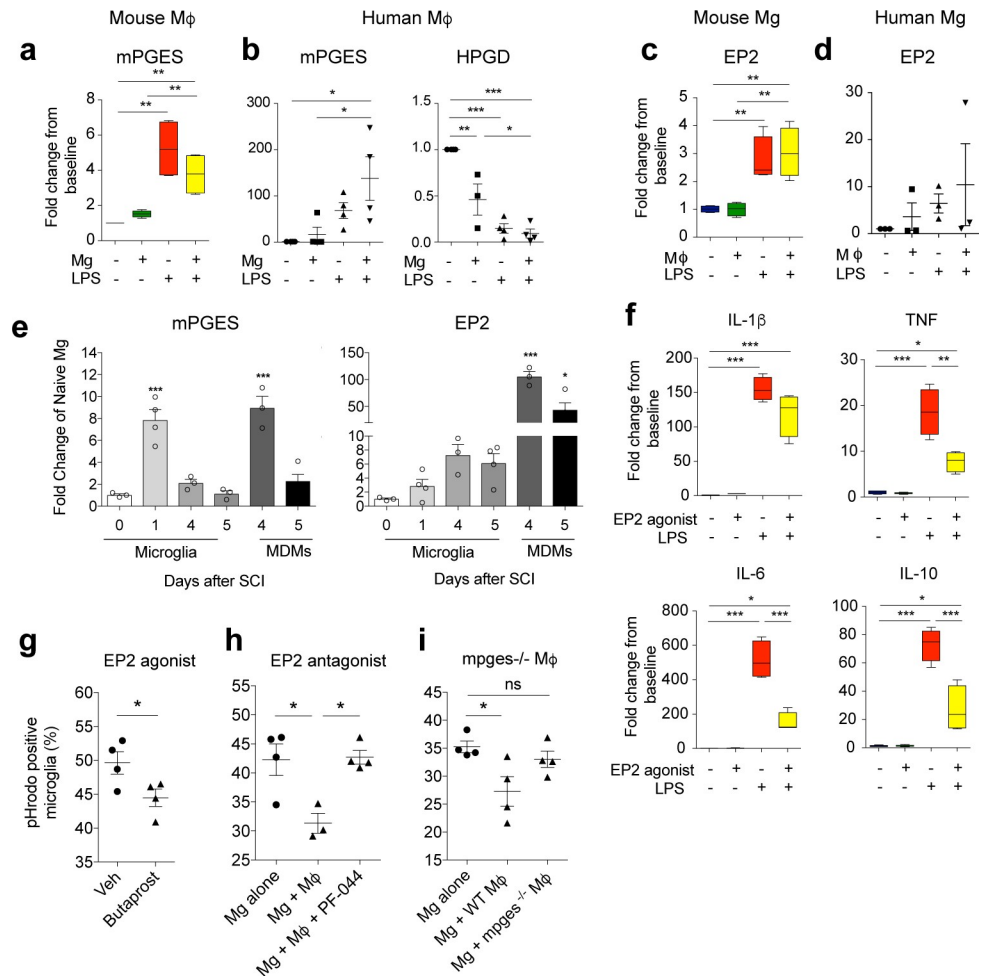 Mouse Mϕ
Human Mϕ
Mouse Mg
Human Mg
a
mPGES
Fold change from
baseline
8
6
4
2
0
**
**
**
Mg - + - +
LPS - - + +
b
mPGES
300
200
100
0
*
*
Mg - + - +
LPS - - + +
HPGD
1.0
0.5
0.0
***
***
**
*
Mg - + - +
LPS - - + +
c
EP2
Fold change from
baseline
5
4
3
2
1
0
**
**
**
Mϕ - + - +
LPS - - + +
d
EP2
30
20
10
0
Mϕ - + - +
LPS - - + +
e
mPGES
Fold Change of Naive Mg
14
12
10
8
6
4
2
0
***
***
0 1 4 5 4 5
Microglia MDMs
EP2
150
100
50
8
6
4
2
0
***
*
0 1 4 5 4 5
Microglia MDMs
Days after SCI
Days after SCI
f
IL-1β
Fold change from
baseline
200
150
100
50
0
***
***
EP2 agonist - + - +
LPS - - + +
TNF
30
20
10
0
*
***
**
- + - +
- - + +
IL-6
Fold change from
baseline
800
600
400
200
0
*
***
***
EP2 agonist - + - +
LPS - - + +
IL-10
100
80
60
40
20
0
*
***
***
- + - +
- - + +
g
EP2 agonist
pHrodo positive
microglia (%)
65
60
55
50
45
40
*
Veh
Butaprost
h
EP2 antagonist
50
45
40
35
30
25
*
*
Mg alone
Mg + Mϕ
Mg + Mϕ + PF-044
i
mpges-/- Mϕ
45
40
35
30
25
20
15
ns
*
Mg alone
Mg + WT Mϕ
Mg + mpges -/- Mϕ